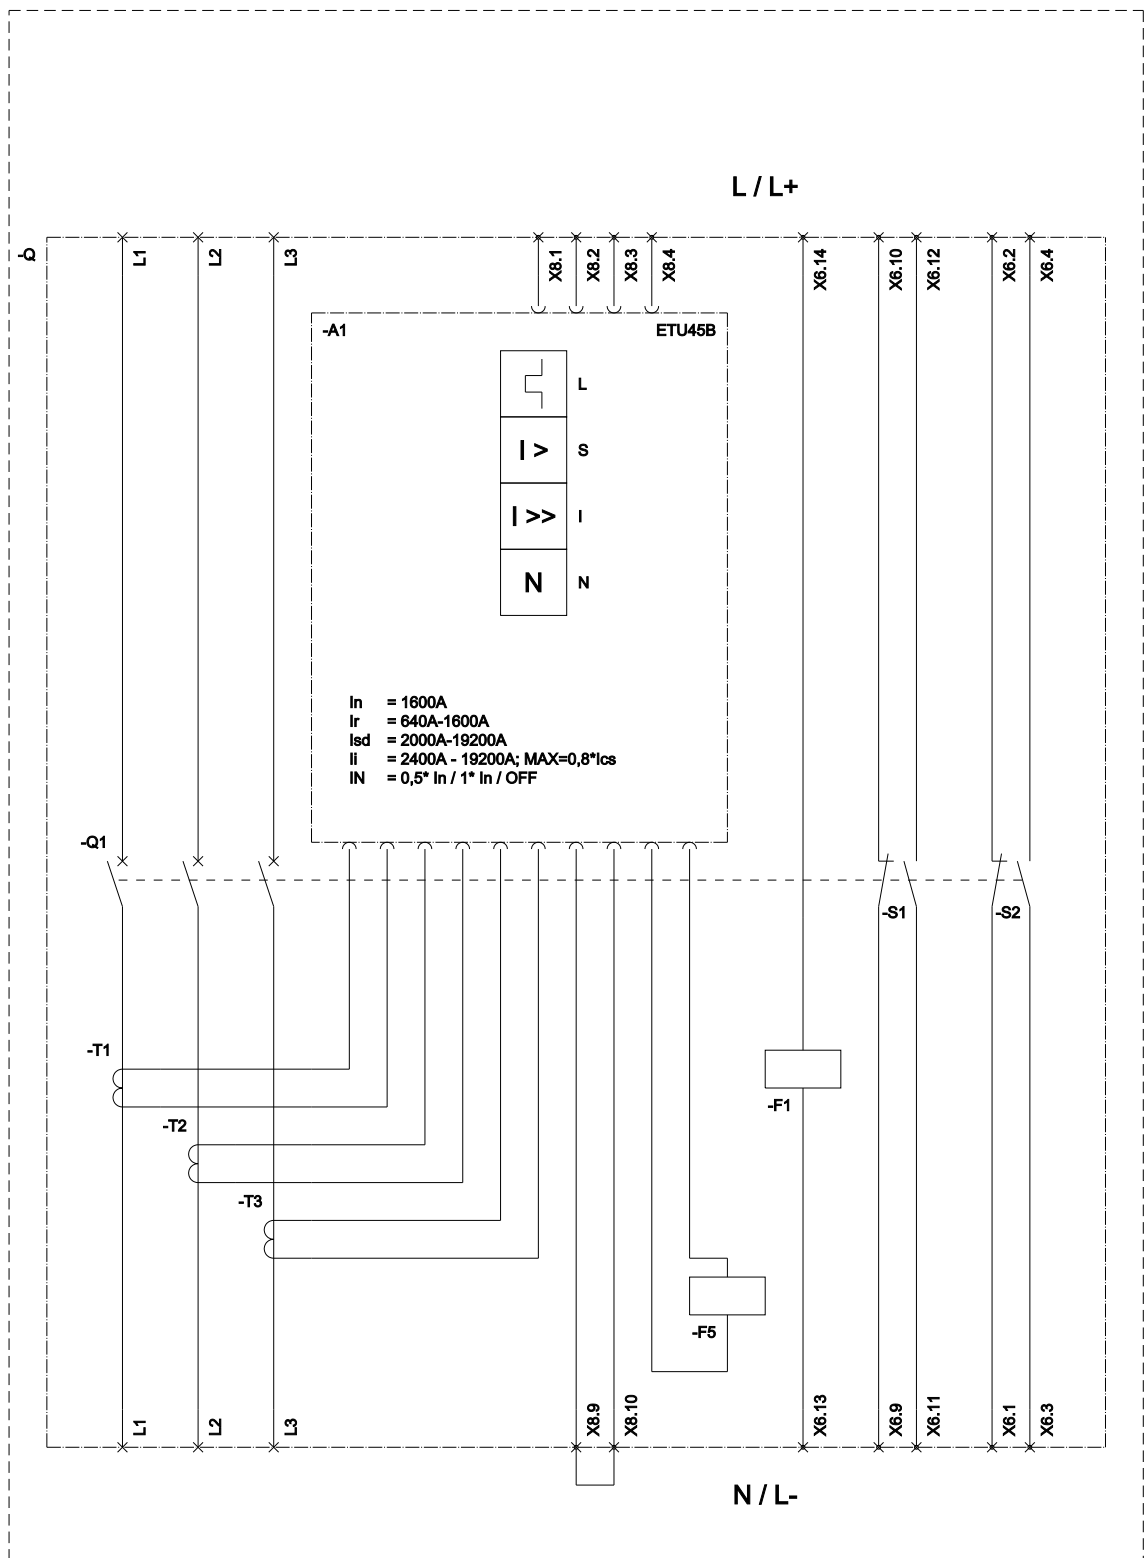 L / L+
-Q
L1
L2
L3
X8.1
X8.2
X8.3
X8.4
X6.14
X6.10
X6.12
X6.2
X6.4
-A1
ETU45B
L
I >
S
I >>
I
N
N
In = 1600A
Ir = 640A-1600A
Isd = 2000A-19200A
Ii = 2400A - 19200A; MAX=0,8*Ics
IN = 0,5* In / 1* In / OFF
-Q1
-S1
-S2
-T1
-F1
-T2
-T3
-F5
L1
L2
L3
X8.9
X8.10
X6.13
X6.9
X6.11
X6.1
X6.3
N / L-